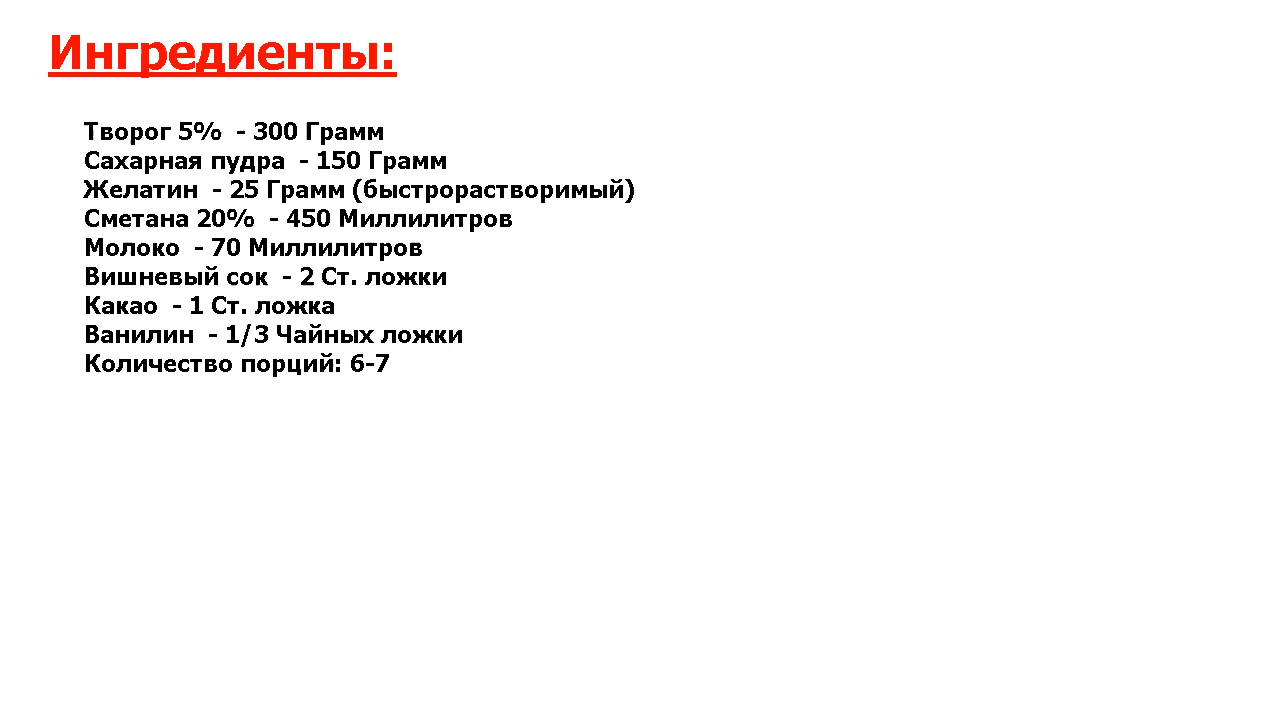 Ингредиенты:
Творог 5%  - 300 Грамм
Сахарная пудра  - 150 Грамм
Желатин  - 25 Грамм (быстрорастворимый)
Сметана 20%  - 450 Миллилитров
Молоко  - 70 Миллилитров
Вишневый сок  - 2 Ст. ложки
Какао  - 1 Ст. ложка
Ванилин  - 1/3 Чайных ложки
Количество порций: 6-7